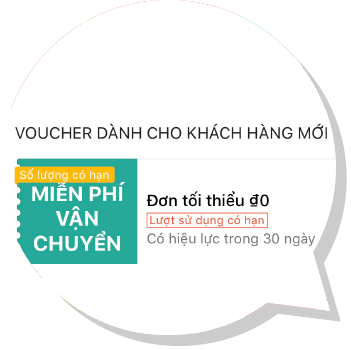 VOUCHER DÀNH CHO KHÁCH HÀNG MỚI
Số lượng có hạn
MIỄN PHÍ
VẬN
CHUYỂN
Đơn tối thiểu ₫0
Lượt sử dụng có hạn
Có hiệu lực trong 30 ngày